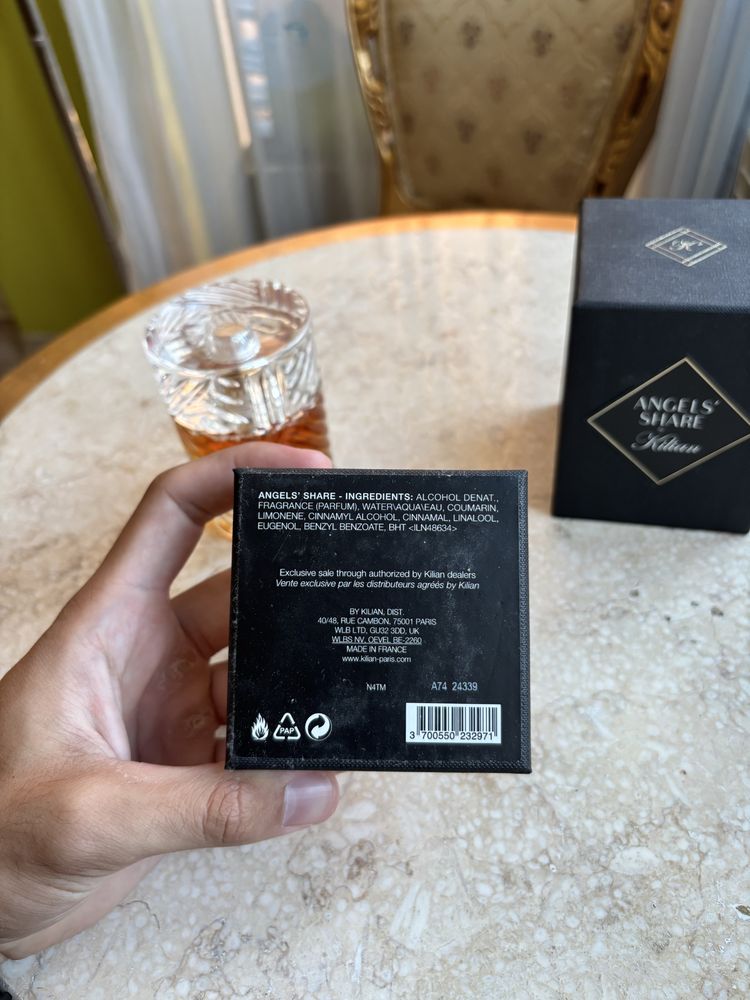 K
ANGELS'
SHARE
Kilian
ANGELS' SHARE - INGREDIENTS: ALCOHOL DENAT.,
FRAGRANCE (PARFUM), WATER\AQUA\EAU, COUMARIN,
LIMONENE, CINNAMYL ALCOHOL, CINNAMAL, LINALOOL,
EUGENOL, BENZYL BENZOATE, BHT <ILN48634>
Exclusive sale through authorized by Kilian dealers
Vente exclusive par les distributeurs agréés by Kilian
BY KILIAN, DIST.
40/48, RUE CAMBON, 75001 PARIS
WLB LTD, GU32 3DD, UK
WLBS NV, OEVEL BE-2260
MADE IN FRANCE
www.kilian-paris.com
N4TM A74 24339
PAP
3 700550 232971